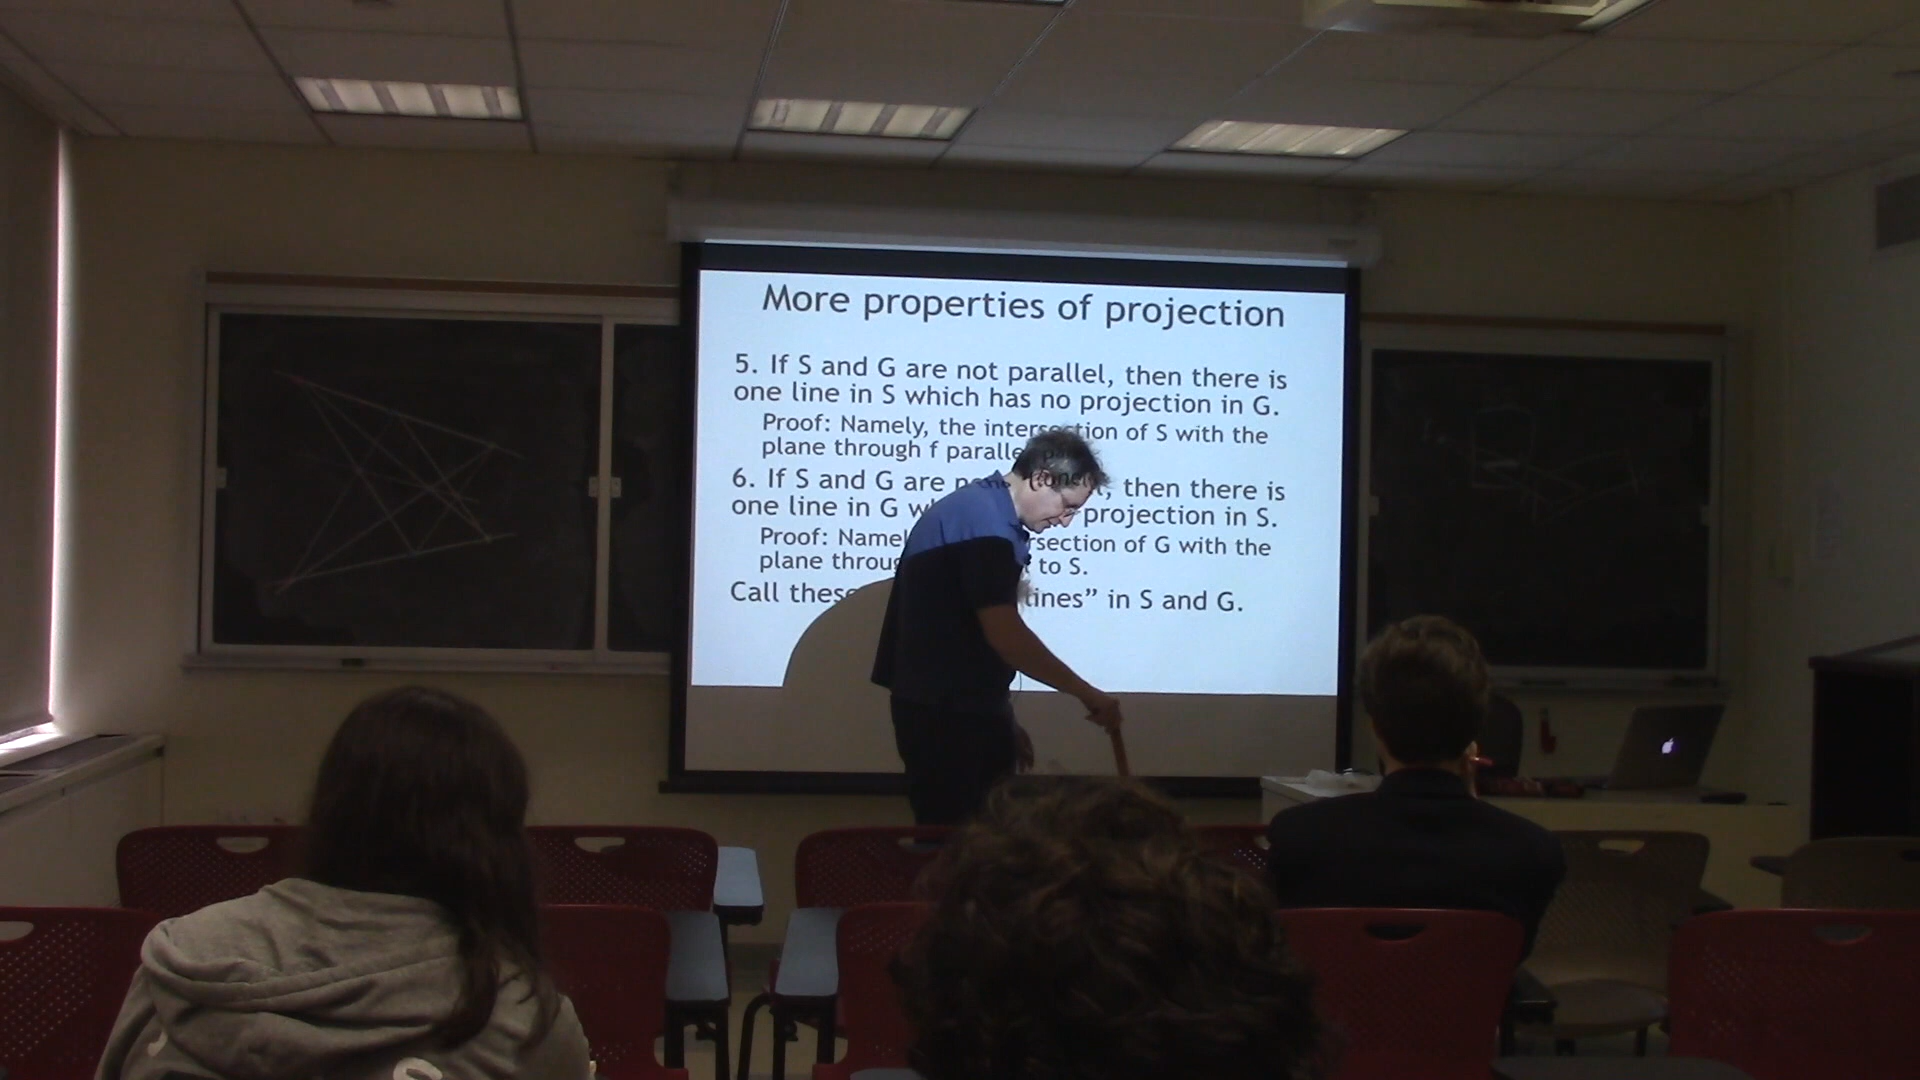 More properties of projection
5. If S and G are not parallel, then there is
one line in S which has no projection in G.
Proof: Namely, the intersection of S with the
plane through f
6. If S and G are then there is
one line in G projection in S.
Proof: of G with the
plane to S.
Call in S and G.